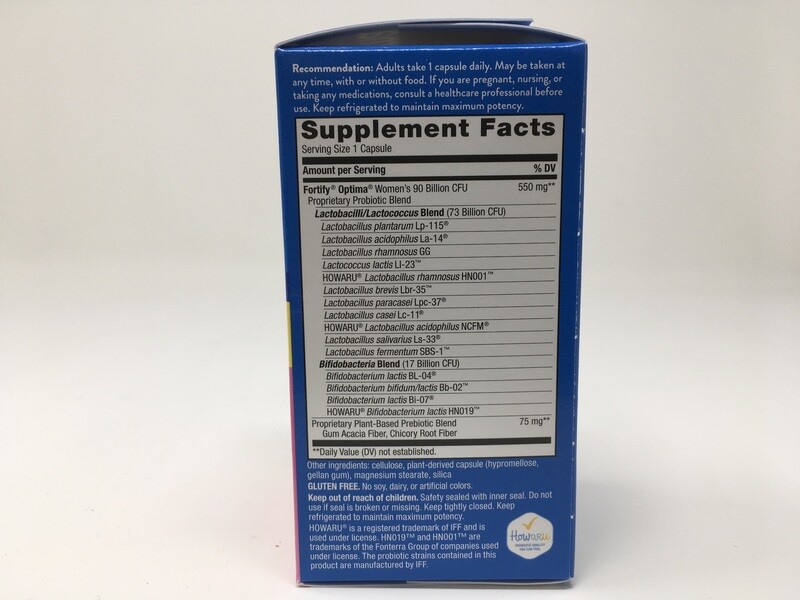 Recommendation: Adults take 1 capsule daily. May be taken at
any time, with or without food. If you are pregnant, nursing, or
taking any medications, consult a healthcare professional before
use. Keep refrigerated to maintain maximum potency.
Supplement Facts
Serving Size 1 Capsule
Amount per Serving % DV
Fortify® Optima® Women's 90 Billion CFU 550 mg**
Proprietary Probiotic Blend
Lactobacilli/Lactococcus Blend (73 Billion CFU)
Lactobacillus plantarum Lp-115®
Lactobacillus acidophilus La-14®
Lactobacillus rhamnosus GG
Lactococcus lactis Ll-23™
HOWARU® Lactobacillus rhamnosus HN001™
Lactobacillus brevis Lbr-35™
Lactobacillus paracasei Lpc-37®
Lactobacillus casei Lc-11®
HOWARU® Lactobacillus acidophilus NCFM®
Lactobacillus salivarius Ls-33®
Lactobacillus fermentum SBS-1™
Bifidobacteria Blend (17 Billion CFU)
Bifidobacterium lactis BL-04®
Bifidobacterium bifidum/lactis Bb-02™
Bifidobacterium lactis Bi-07®
HOWARU® Bifidobacterium lactis HN019™
Proprietary Plant-Based Prebiotic Blend 75 mg**
Gum Acacia Fiber, Chicory Root Fiber
**Daily Value (DV) not established.
Other ingredients: cellulose, plant-derived capsule (hypromellose,
gellan gum), magnesium stearate, silica
GLUTEN FREE. No soy, dairy, or artificial colors.
Keep out of reach of children. Safety sealed with inner seal. Do not
use if seal is broken or missing. Keep tightly closed. Keep
refrigerated to maintain maximum potency.
HOWARU® is a registered trademark of IFF and is
used under license. HN019™ and HN001™ are
trademarks of the Fonterra Group of companies used
under license. The probiotic strains contained in this
product are manufactured by IFF.
Howaru
PROBIOTIC QUALITY
YOU CAN FEEL